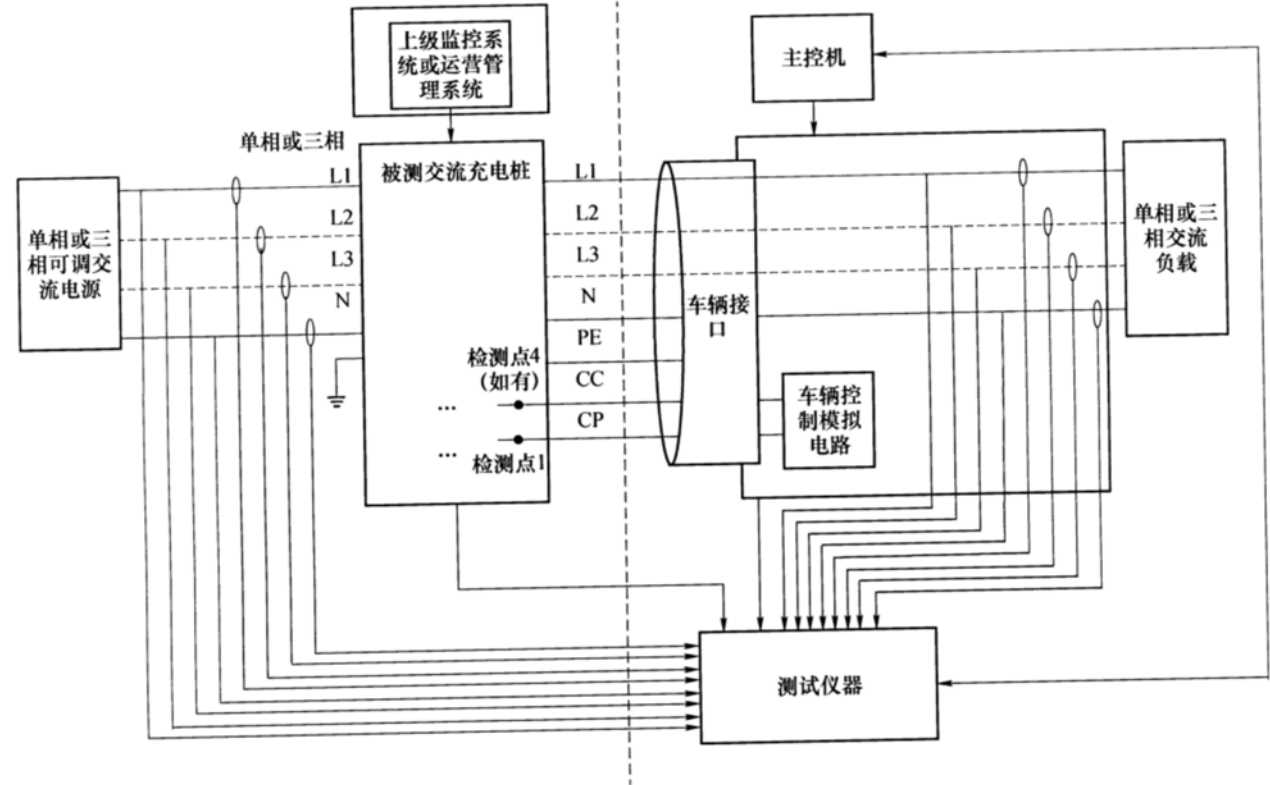 上级监控系
统或运营管
理系统
主控机
单相或三相
被测交流充电桩
L1
L1
L2
L2
L3
L3
N
N
PE
CC
CP
单相或三
相可调交
流电源
单相或三
相交流
负载
车辆接
口
检测点4
（如有）
...
...
检测点1
车辆控
制模拟
电路
测试仪器